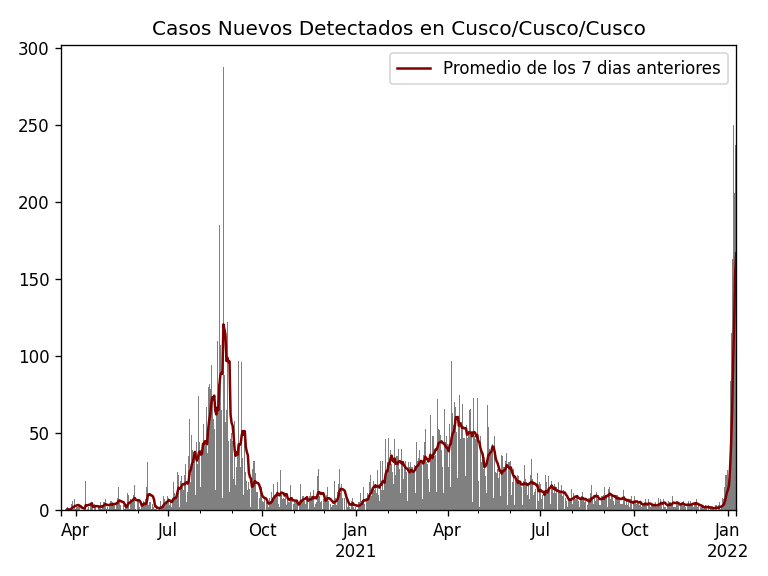 Casos Nuevos Detectados en Cusco/Cusco/Cusco
Promedio de los 7 dias anteriores
300
250
200
150
100
50
0
Apr Jul Oct Jan Apr Jul Oct Jan
2021 2022